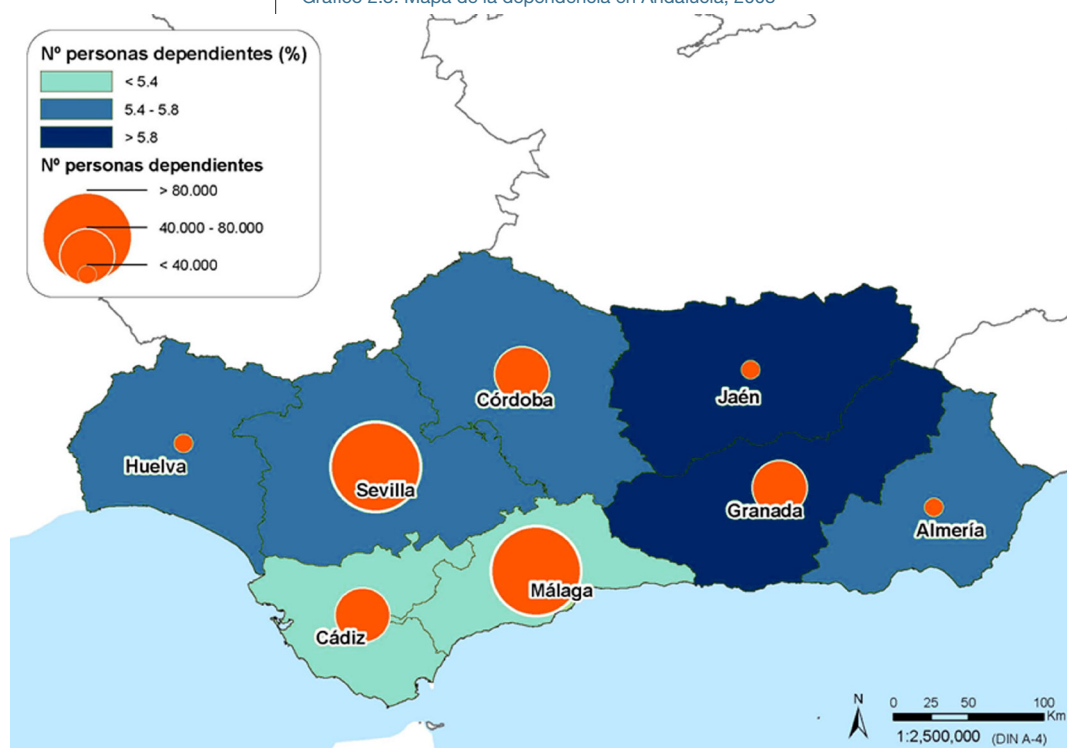 Nº personas dependientes (%)
< 5.4
5.4 - 5.8
> 5.8
Nº personas dependientes
> 80.000
40.000 - 80.000
< 40.000
Córdoba
Jaén
Huelva
Sevilla
Granada
Almería
Málaga
Cádiz
N
0 25 50 100
Km
1:2,500,000 (DIN A-4)